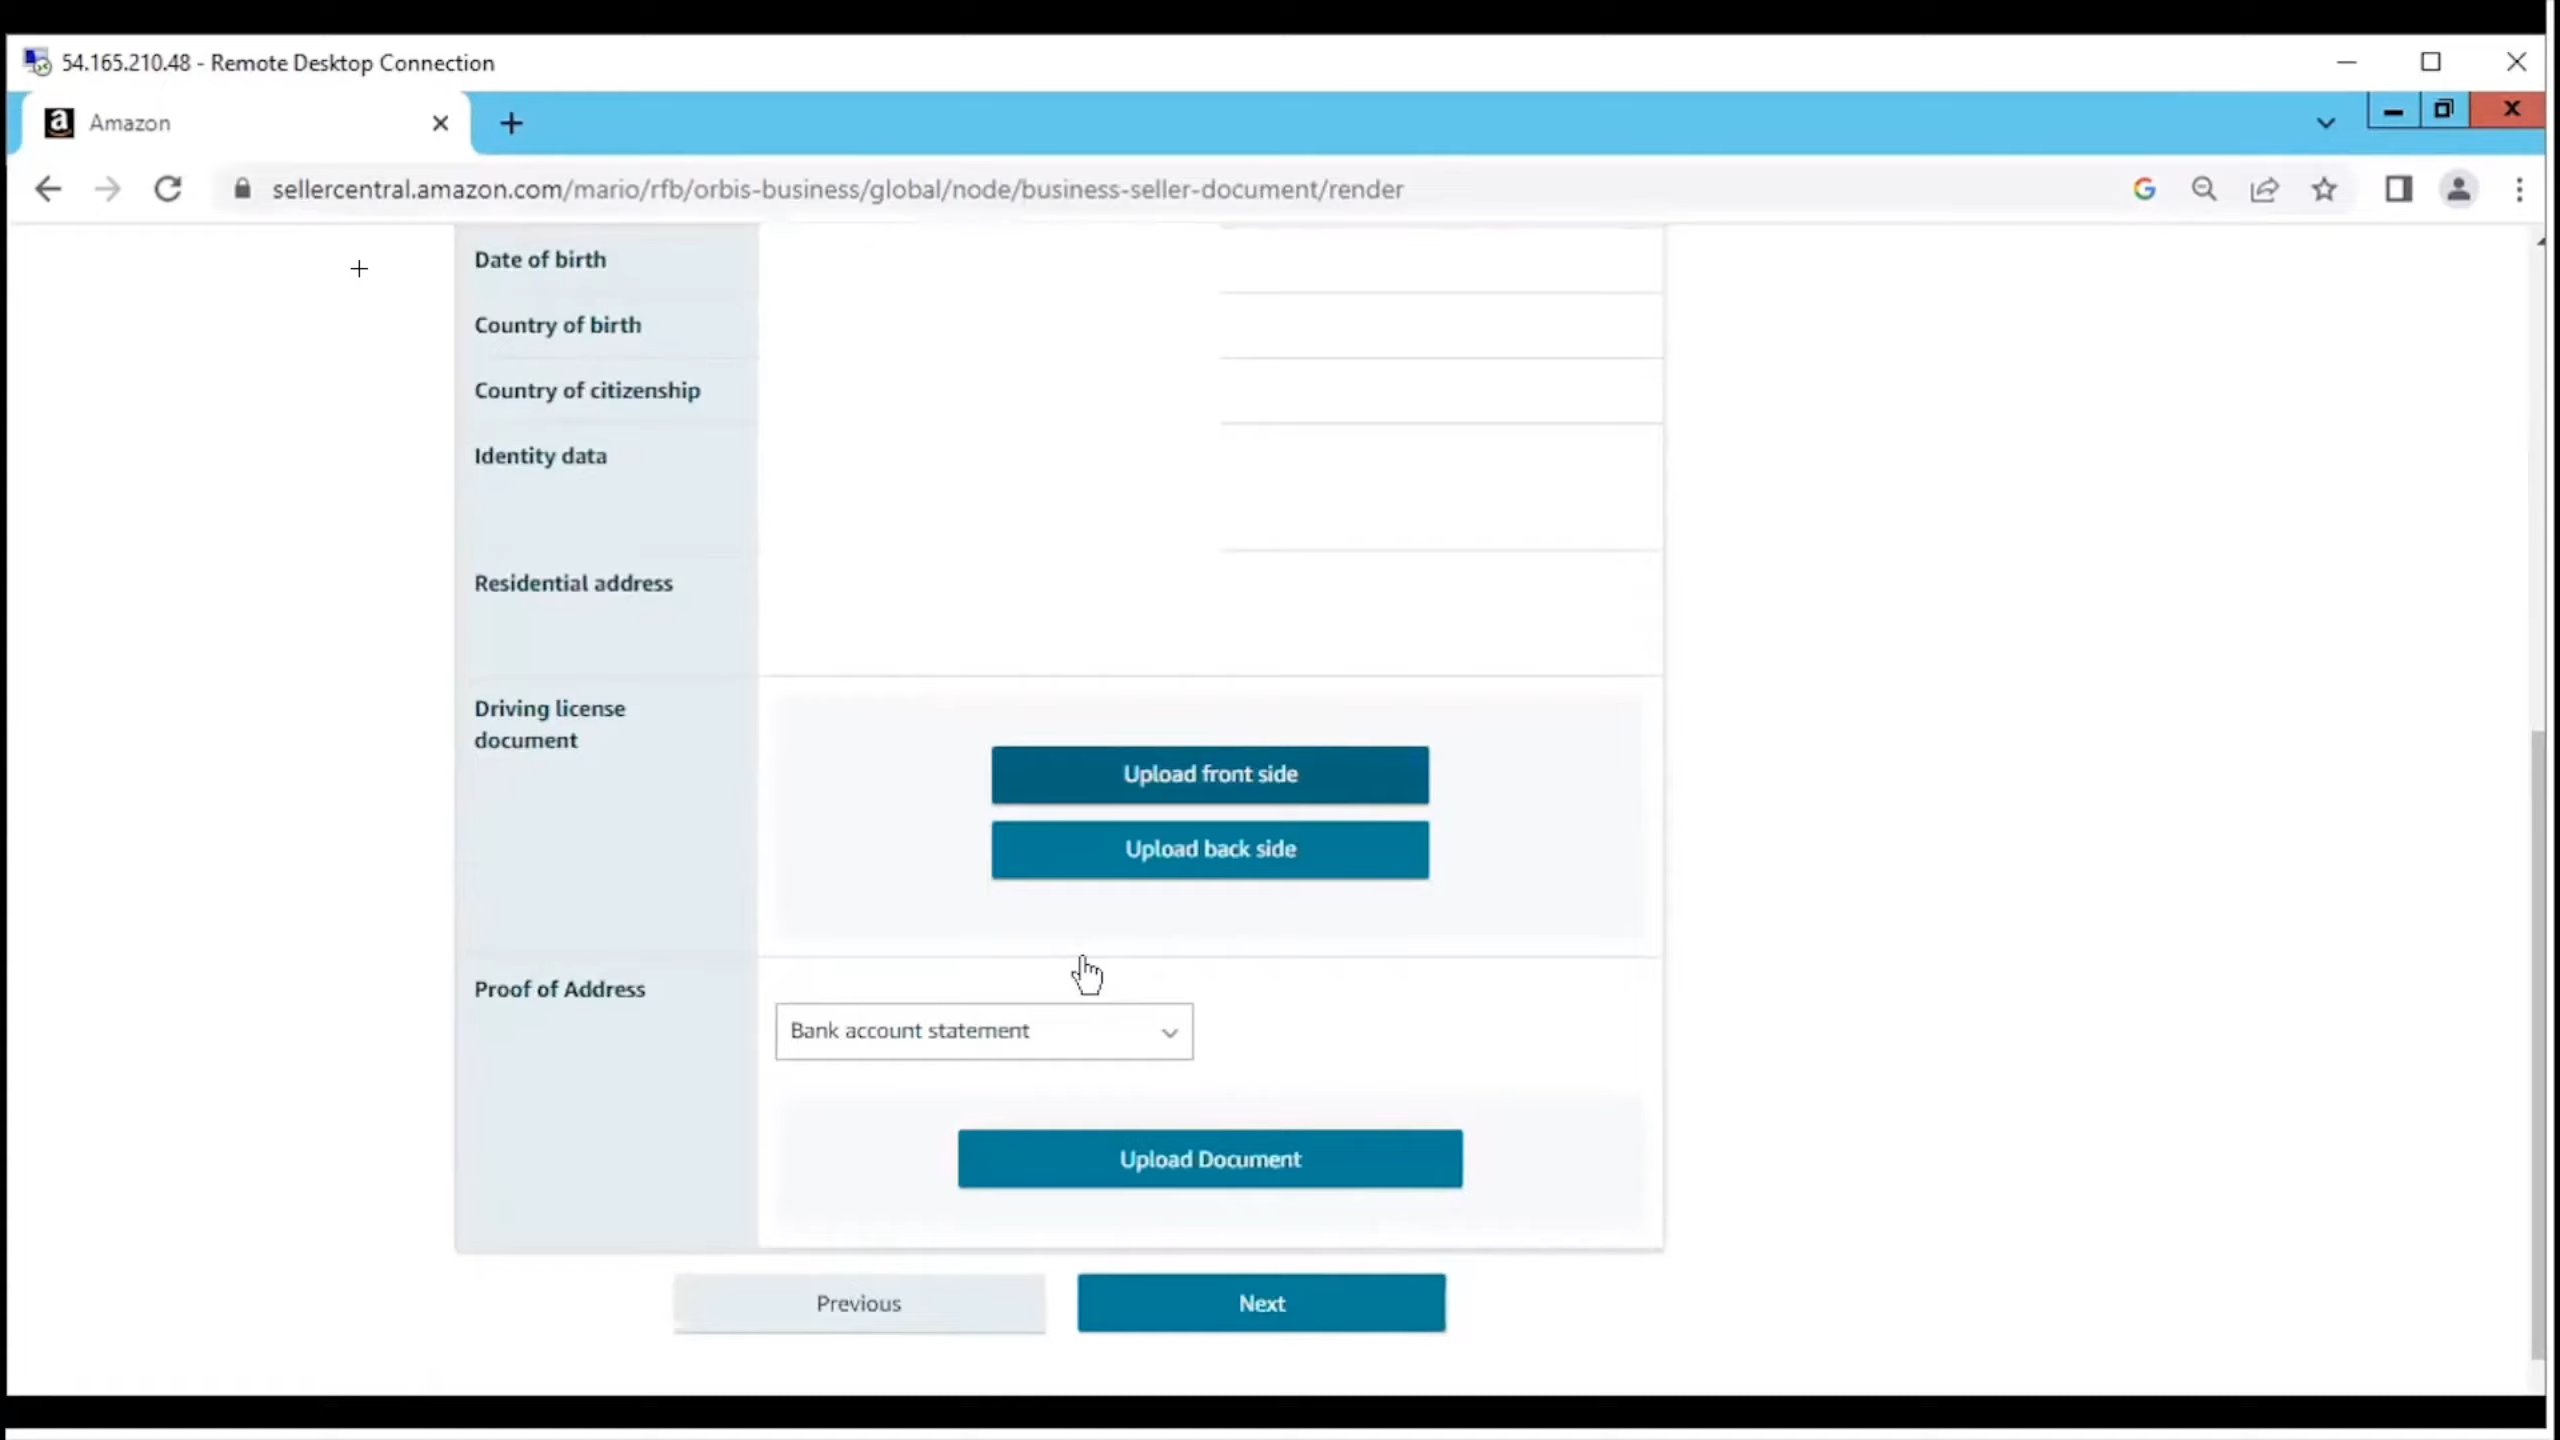 54.165.210.48 - Remote Desktop Connection
Amazon
sellercentral.amazon.com/mario/rfb/orbis-business/global/node/business-seller-document/render
Date of birth
Country of birth
Country of citizenship
Identity data
Residential address
Driving license
document
Upload front side
Upload back side
Proof of Address
Bank account statement
Upload Document
Previous
Next